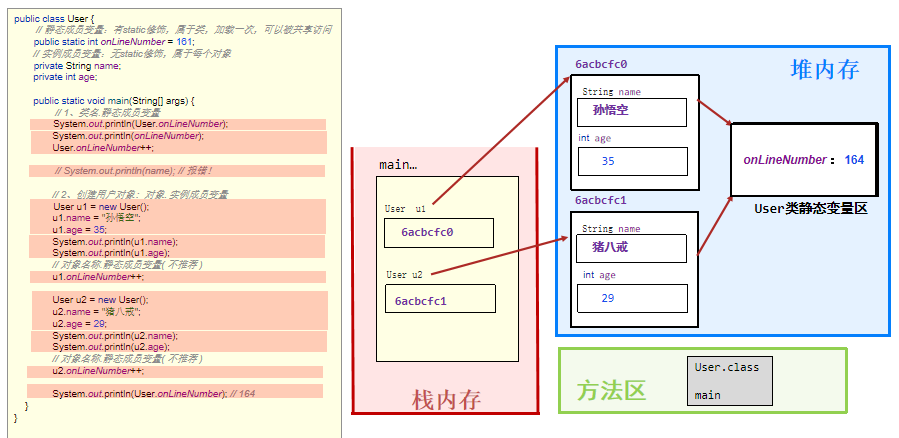 public class User {
// 静态成员变量：有static修饰，属于类，加载一次，可以被共享访问
public static int onLineNumber = 161;
// 实例成员变量：无static修饰，属于每个对象
private String name;
private int age;
public static void main(String[] args) {
// 1、类名.静态成员变量
System.out.println(User.onLineNumber);
System.out.println(onLineNumber);
User.onLineNumber++;
// System.out.println(name); // 报错！
// 2、创建用户对象：对象. 实例成员变量
User u1 = new User();
u1.name = "孙悟空";
u1.age = 35;
System.out.println(u1.name);
System.out.println(u1.age);
// 对象名称.静态成员变量( 不推荐 )
u1.onLineNumber++;
User u2 = new User();
u2.name = "猪八戒";
u2.age = 29;
System.out.println(u2.name);
System.out.println(u2.age);
// 对象名称.静态成员变量( 不推荐 )
u2.onLineNumber++;
System.out.println(User.onLineNumber); // 164
}
}
main…
User u1
6acbcfc0
User u2
6acbcfc1
栈内存
堆内存
6acbcfc0
String name
孙悟空
int age
35
6acbcfc1
String name
猪八戒
int age
29
onLineNumber：164
User类静态变量区
方法区
User.class
main